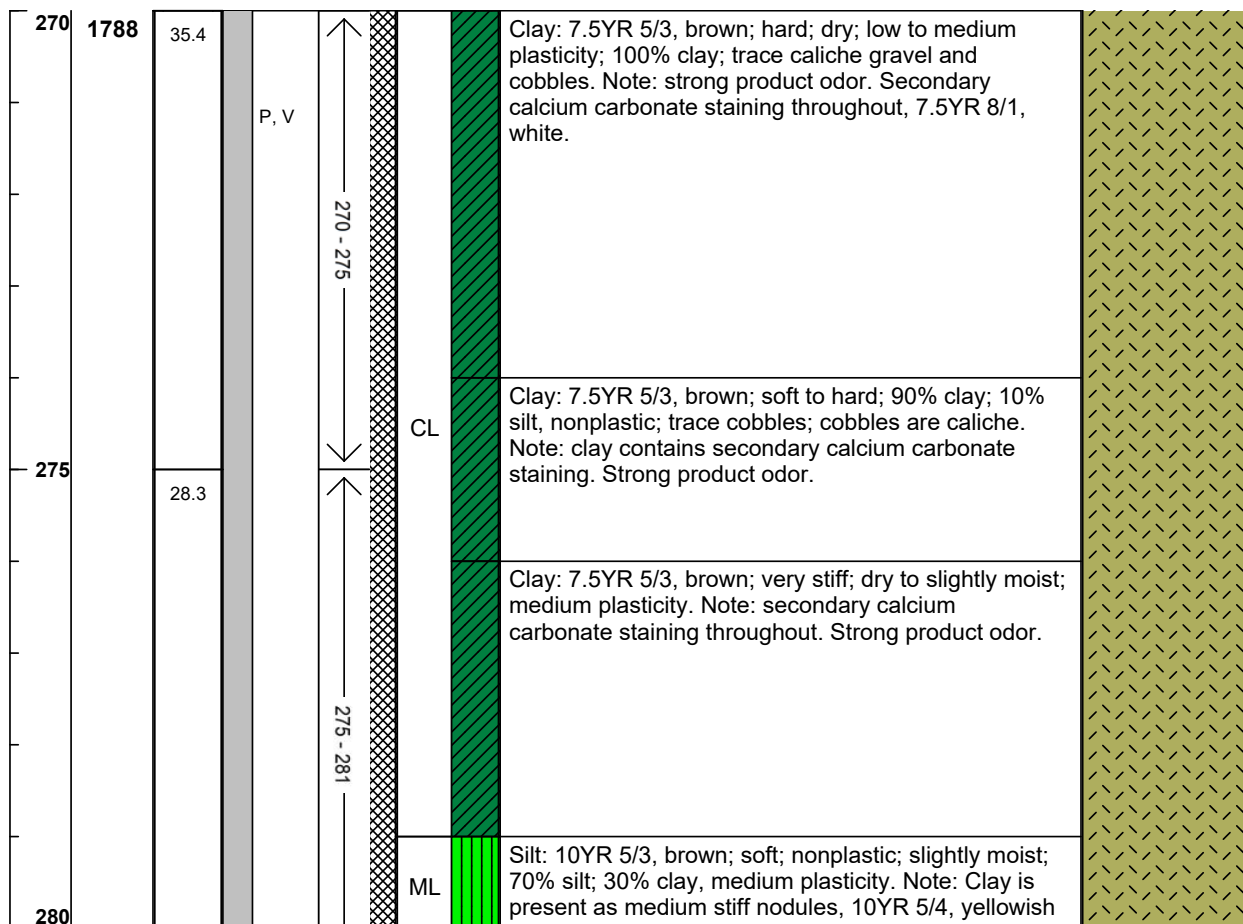 270
1788
35.4
P, V
270 - 275
Clay: 7.5YR 5/3, brown; hard; dry; low to medium
plasticity; 100% clay; trace caliche gravel and
cobbles. Note: strong product odor. Secondary
calcium carbonate staining throughout, 7.5YR 8/1,
white.
CL
Clay: 7.5YR 5/3, brown; soft to hard; 90% clay; 10%
silt, nonplastic; trace cobbles; cobbles are caliche.
Note: clay contains secondary calcium carbonate
staining. Strong product odor.
275
28.3
275 - 281
Clay: 7.5YR 5/3, brown; very stiff; dry to slightly moist;
medium plasticity. Note: secondary calcium
carbonate staining throughout. Strong product odor.
ML
Silt: 10YR 5/3, brown; soft; nonplastic; slightly moist;
70% silt; 30% clay, medium plasticity. Note: Clay is
present as medium stiff nodules, 10YR 5/4, yellowish
280